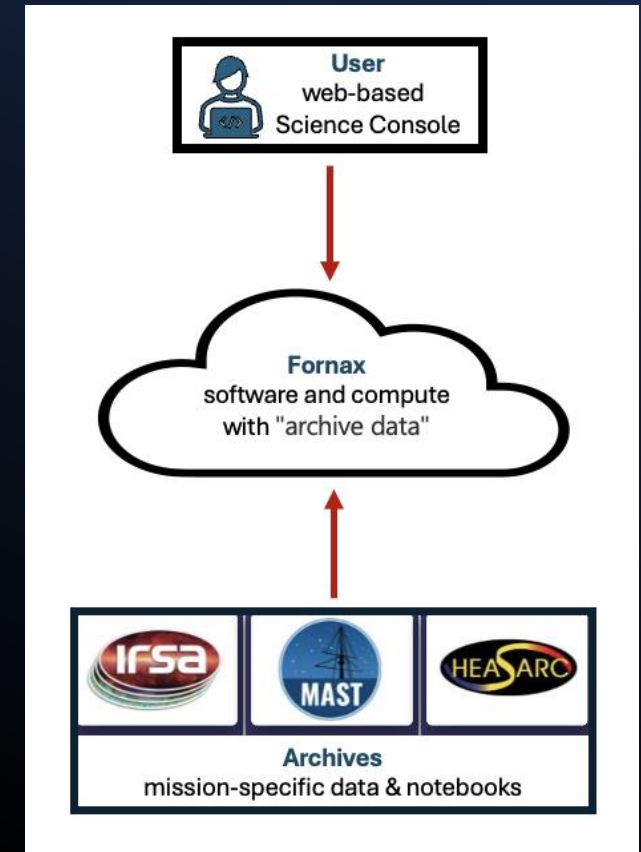 User
web-based
Science Console
</>
Fornax
software and compute
with "archive data"
irsa
MAST
HEASARC
Archives
mission-specific data & notebooks